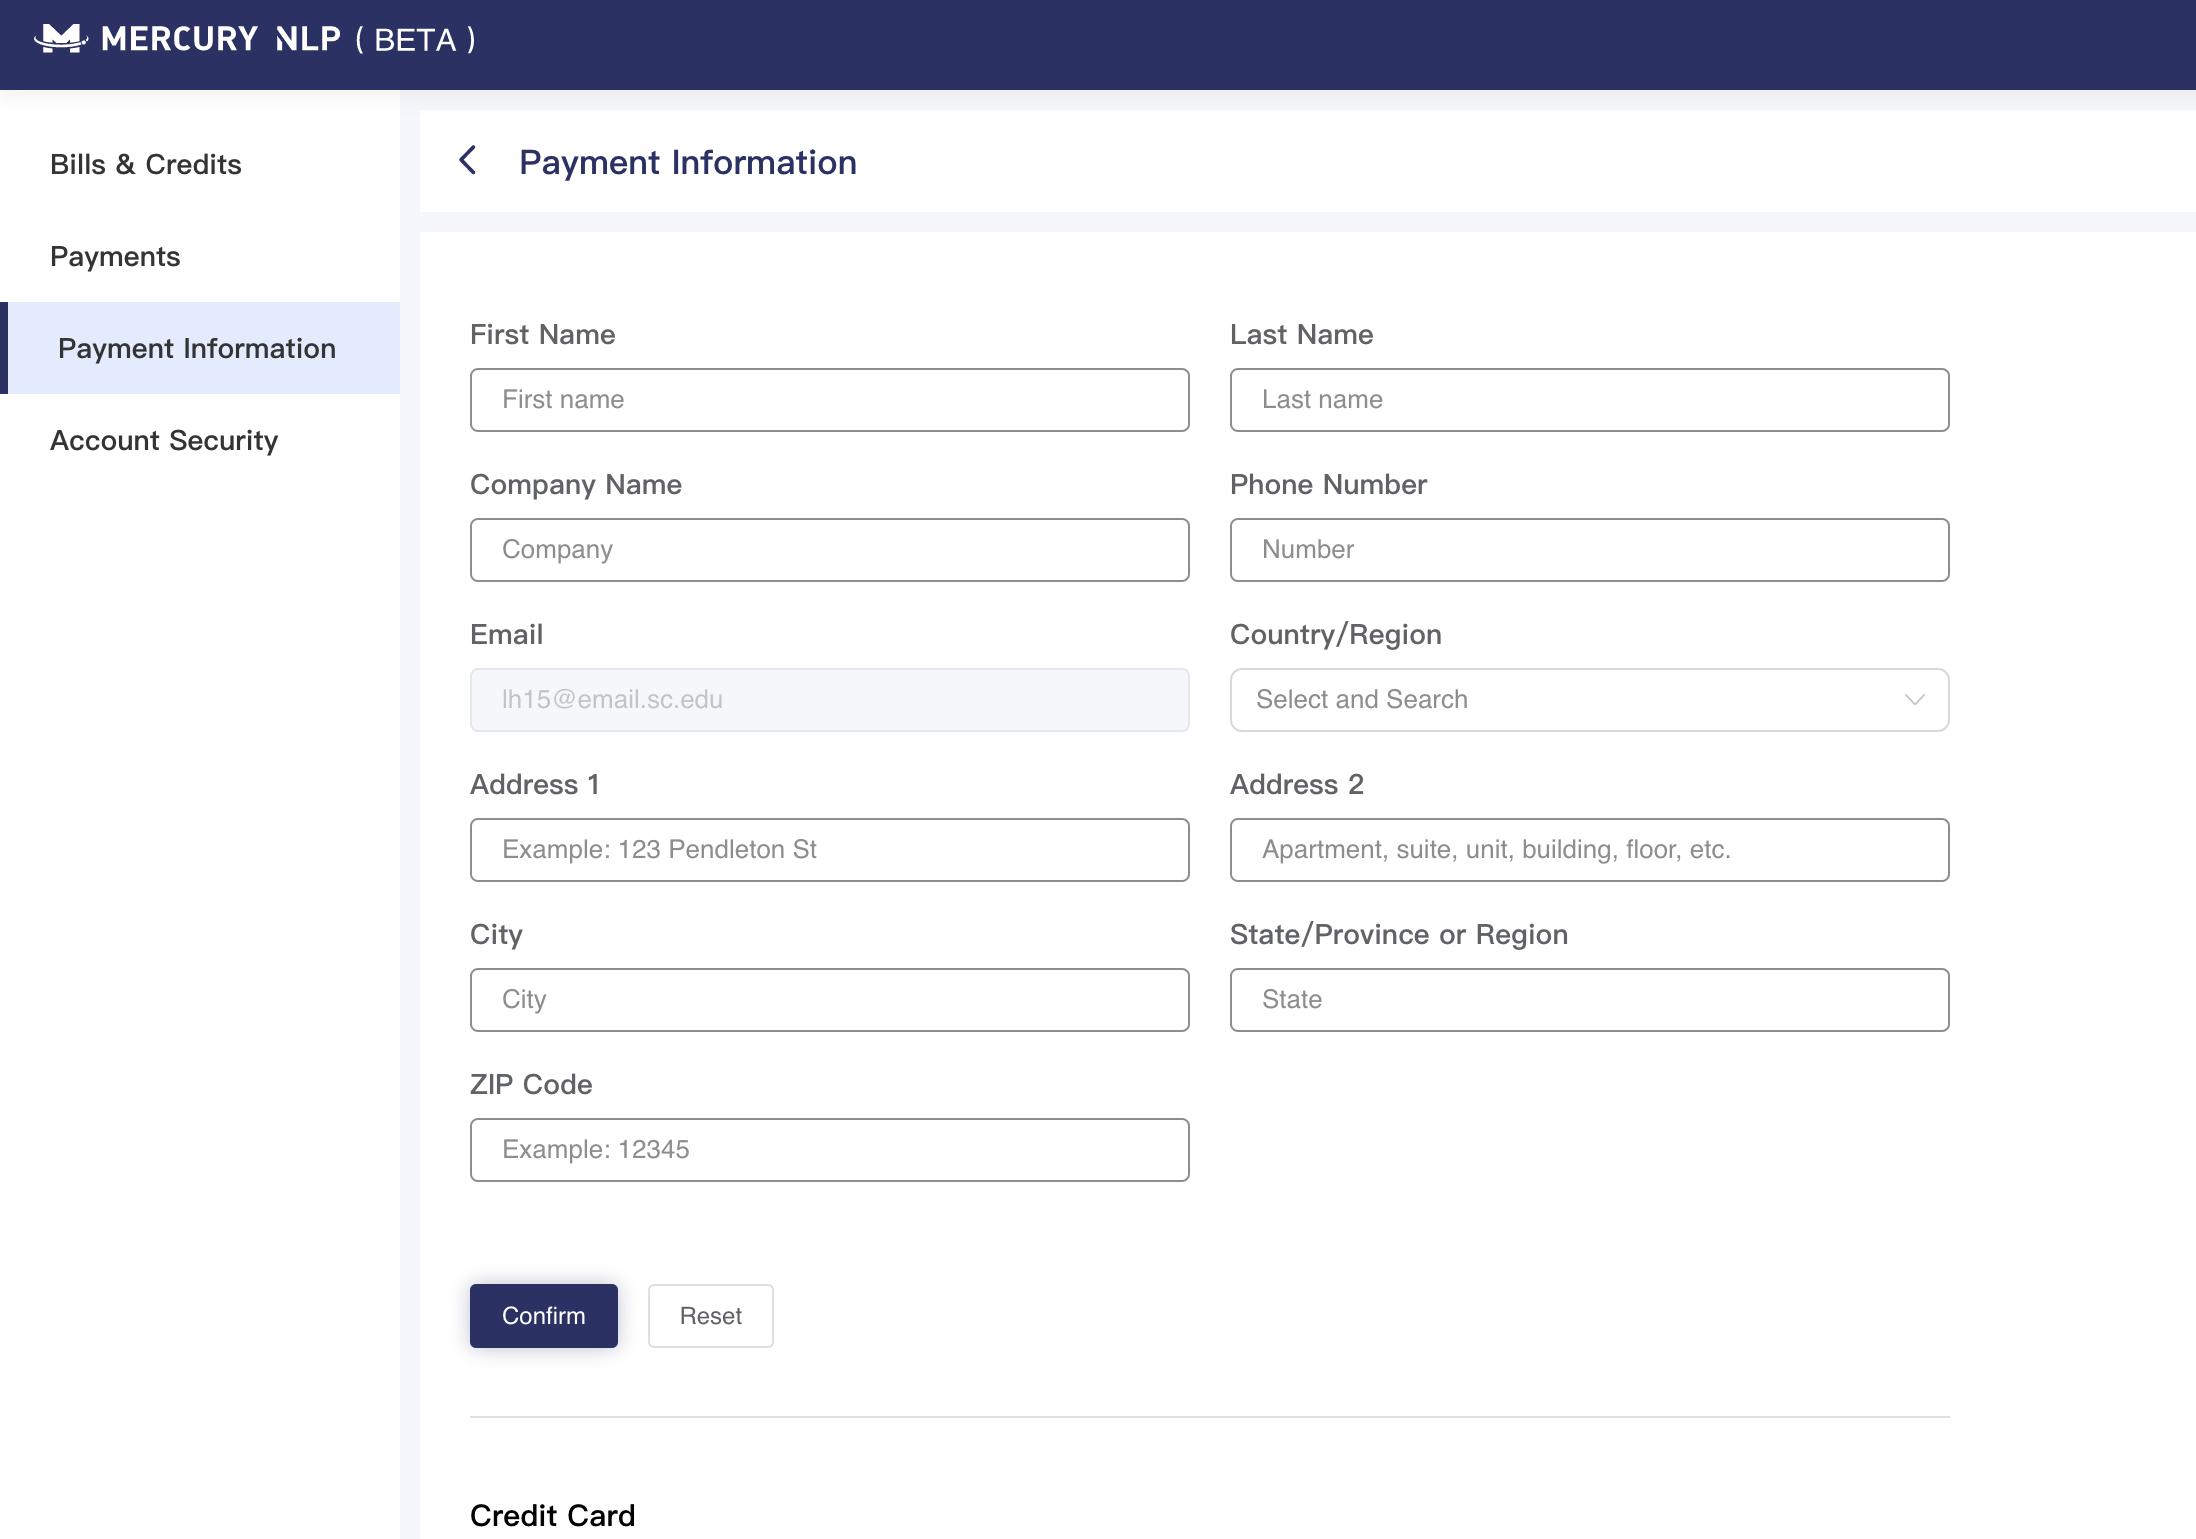 MERCURY NLP ( BETA )
Bills & Credits
Payments
Payment Information
Account Security
Payment Information
First Name
First name
Last Name
Last name
Company Name
Company
Phone Number
Number
Email
lh15@email.sc.edu
Country/Region
Select and Search
Address 1
Example: 123 Pendleton St
Address 2
Apartment, suite, unit, building, floor, etc.
City
City
State/Province or Region
State
ZIP Code
Example: 12345
Confirm
Reset
Credit Card